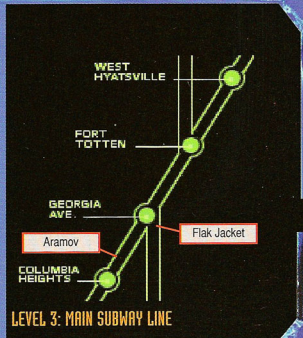 WEST
HYATSVILLE
FORT
TOTTEN
GEORGIA
AVE.
Flak Jacket
Aramov
COLUMBIA
HEIGHTS
LEVEL 3: MAIN SUBWAY LINE